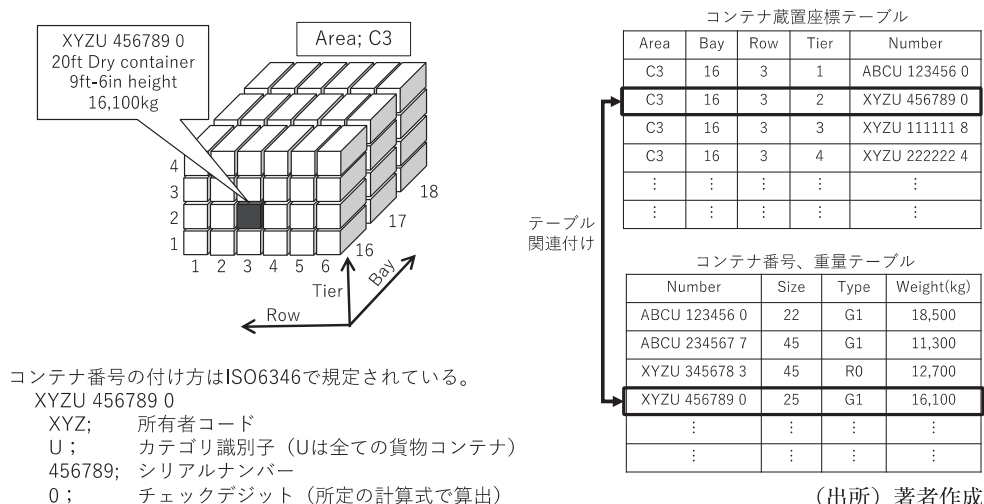 XYZU 456789 0
20ft Dry container
9ft-6in height
16,100kg
Area; C3
4
3
2
1
1 2 3 4 5 6
16
17
18
Tier
Bay
Row
コンテナ番号の付け方はISO6346で規定されている。
XYZU 456789 0
XYZ; 所有者コード
U； カテゴリ識別子（Uは全ての貨物コンテナ）
456789; シリアルナンバー
0； チェックデジット（所定の計算式で算出）
コンテナ蔵置座標テーブル
Area Bay Row Tier Number
C3 16 3 1 ABCU 123456 0
C3 16 3 2 XYZU 456789 0
C3 16 3 3 XYZU 111111 8
C3 16 3 4 XYZU 222222 4
⋮ ⋮ ⋮ ⋮ ⋮
⋮ ⋮ ⋮ ⋮ ⋮
テーブル
関連付け
コンテナ番号、重量テーブル
Number Size Type Weight(kg)
ABCU 123456 0 22 G1 18,500
ABCU 234567 7 45 G1 11,300
XYZU 345678 3 45 R0 12,700
XYZU 456789 0 25 G1 16,100
⋮ ⋮ ⋮ ⋮
⋮ ⋮ ⋮ ⋮
（出所）著者作成